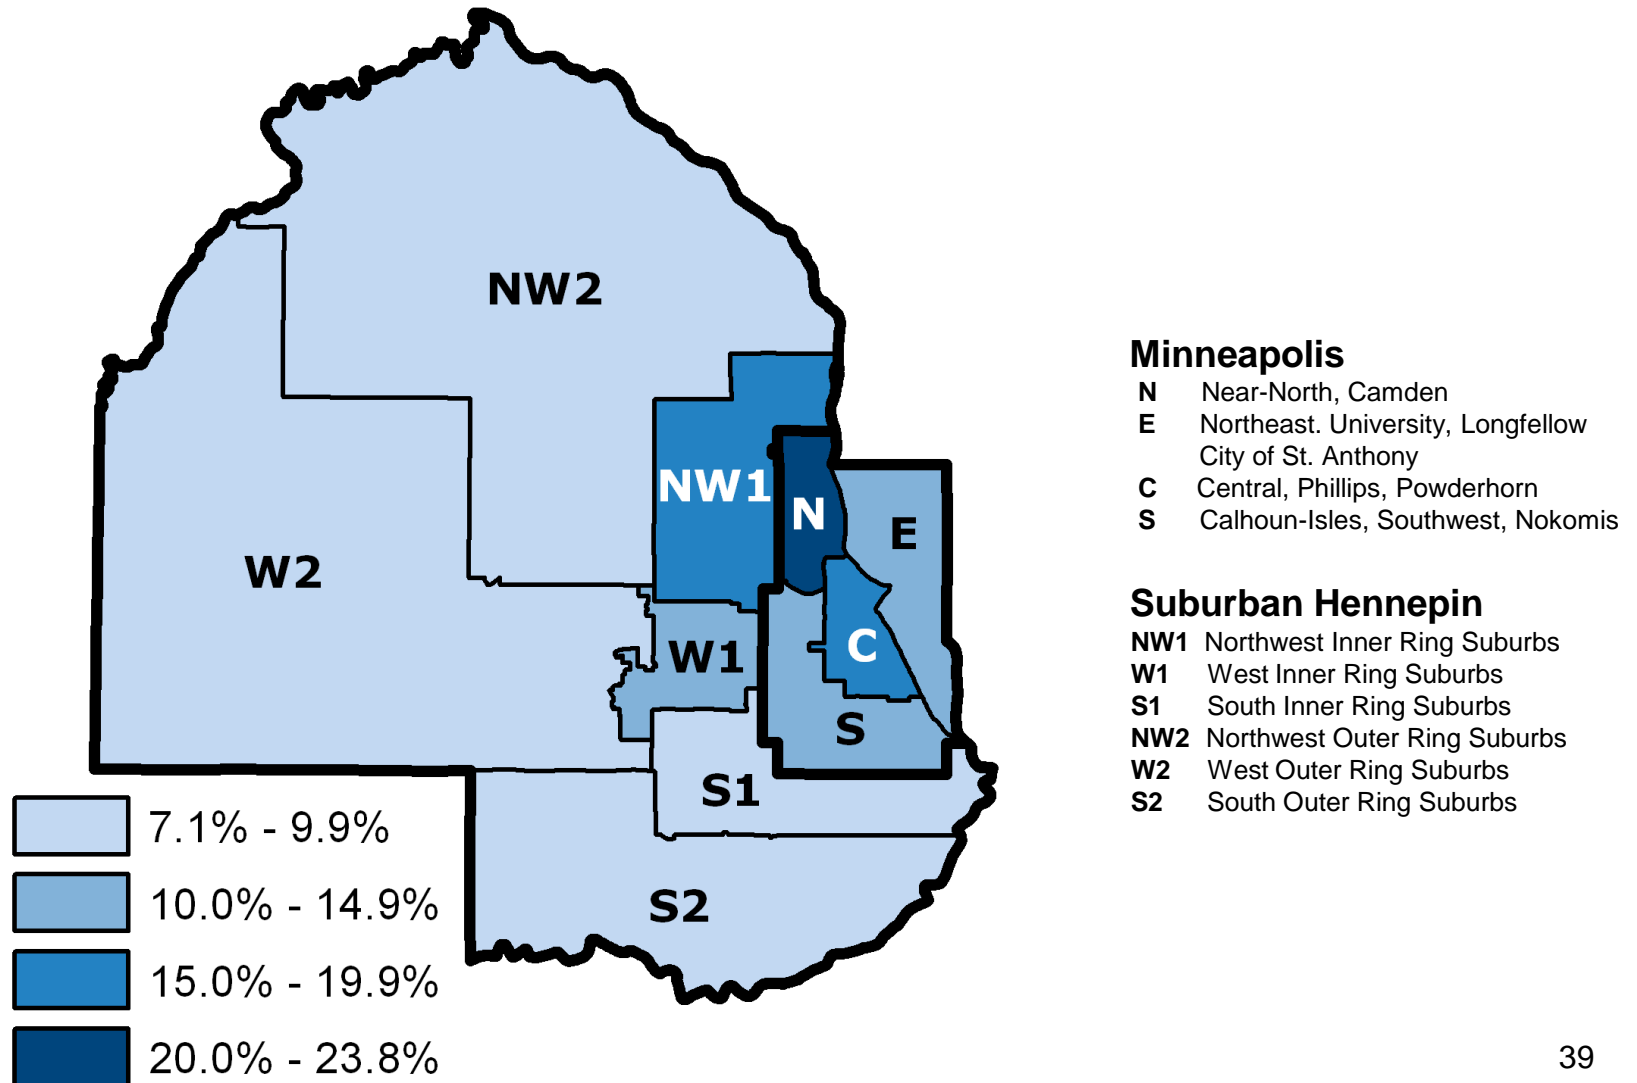 NW2
NW1
N
E
W2
W1
C
S
S1
S2
7.1% - 9.9%
10.0% - 14.9%
15.0% - 19.9%
20.0% - 23.8%
Minneapolis
N Near-North, Camden
E Northeast. University, Longfellow
City of St. Anthony
C Central, Phillips, Powderhorn
S Calhoun-Isles, Southwest, Nokomis
Suburban Hennepin
NW1 Northwest Inner Ring Suburbs
W1 West Inner Ring Suburbs
S1 South Inner Ring Suburbs
NW2 Northwest Outer Ring Suburbs
W2 West Outer Ring Suburbs
S2 South Outer Ring Suburbs
39